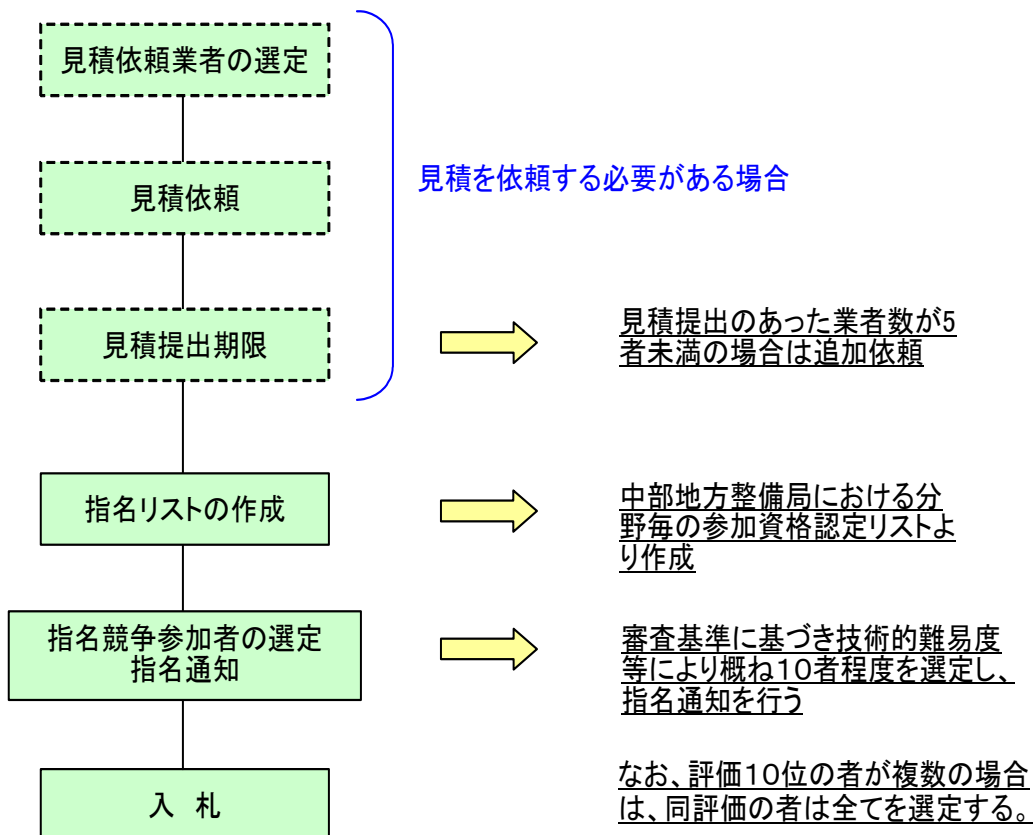 見積依頼業者の選定
見積依頼
見積を依頼する必要がある場合
見積提出期限
見積提出のあった業者数が5
者未満の場合は追加依頼
指名リストの作成
中部地方整備局における分
野毎の参加資格認定リストよ
り作成
指名競争参加者の選定
指名通知
審査基準に基づき技術的難易度
等により概ね１０者程度を選定し、
指名通知を行う
なお、評価１０位の者が複数の場合
は、同評価の者は全てを選定する。
入　札